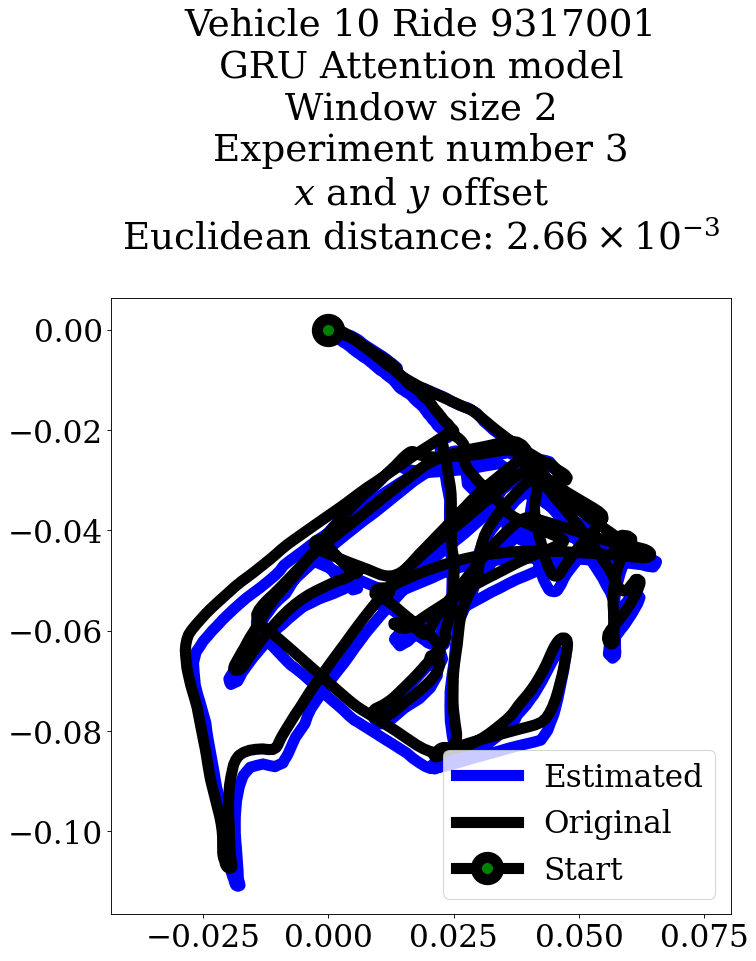 Vehicle 10 Ride 9317001
GRU Attention model
Window size 2
Experiment number 3
x and y offset
Euclidean distance: 2.66 × 10⁻³
0.00
−0.02
−0.04
−0.06
−0.08
−0.10
Estimated
Original
Start
−0.025 0.000 0.025 0.050 0.075